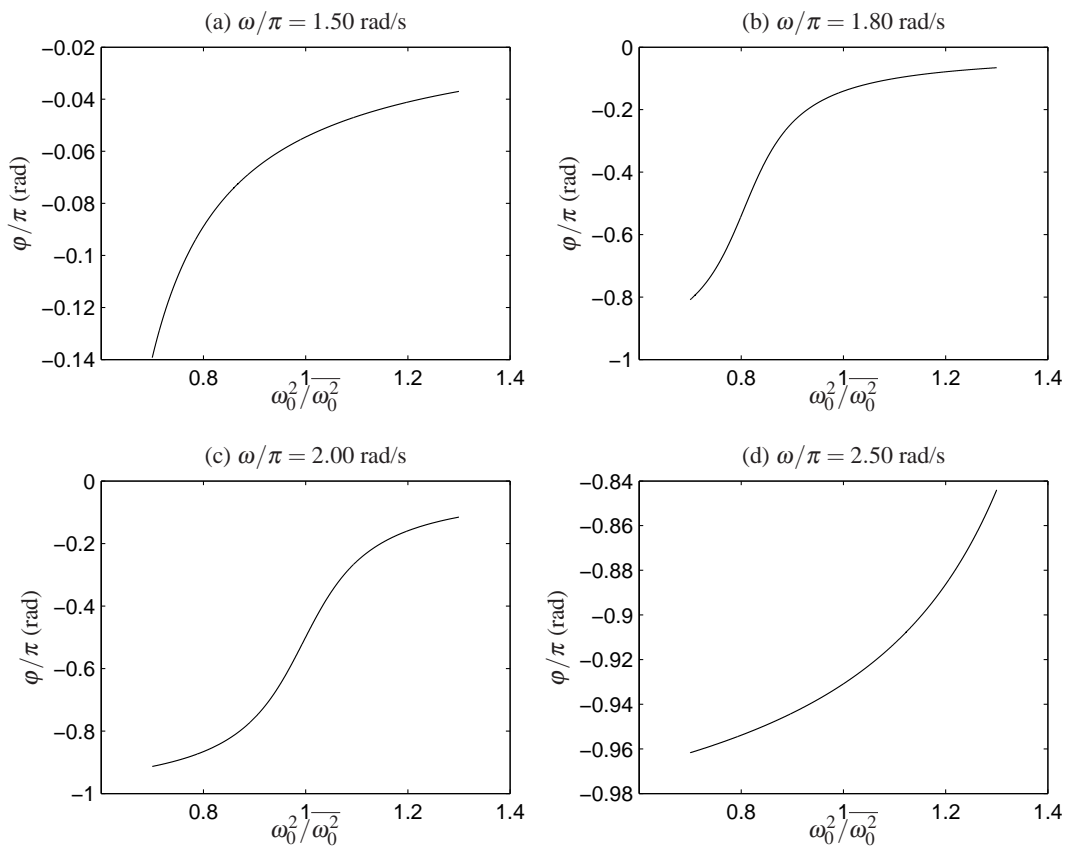 (a) ω/π = 1.50 rad/s
−0.02
−0.04
−0.06
−0.08
−0.1
−0.12
−0.14
φ/π (rad)
0.8 1 1.2 1.4
ω₀²/ω₀²̅
(b) ω/π = 1.80 rad/s
0
−0.2
−0.4
−0.6
−0.8
−1
φ/π (rad)
0.8 1 1.2 1.4
ω₀²/ω₀²̅
(c) ω/π = 2.00 rad/s
0
−0.2
−0.4
−0.6
−0.8
−1
φ/π (rad)
0.8 1 1.2 1.4
ω₀²/ω₀²̅
(d) ω/π = 2.50 rad/s
−0.84
−0.86
−0.88
−0.9
−0.92
−0.94
−0.96
−0.98
φ/π (rad)
0.8 1 1.2 1.4
ω₀²/ω₀²̅